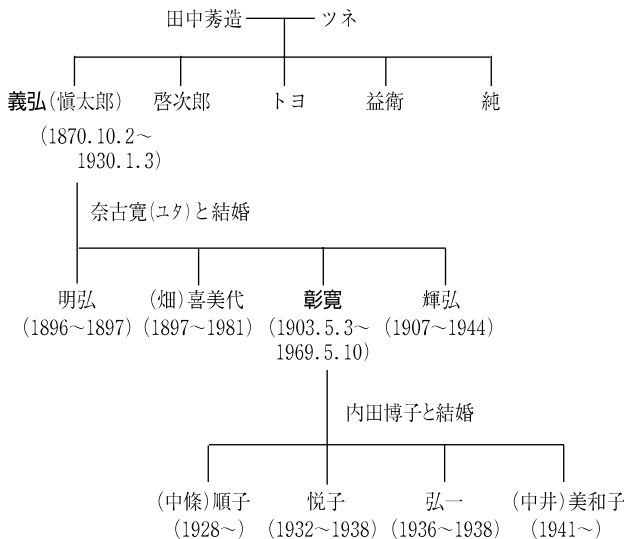 田中莠造 ツネ
義弘(愼太郎) 啓次郎 トヨ 益衛 純
(1870.10.2～
1930.1.3)
奈古寛(ユタ)と結婚
明弘 (畑)喜美代 彰寛 輝弘
(1896～1897) (1897～1981) (1903.5.3～ (1907～1944)
1969.5.10)
内田博子と結婚
(中條)順子 悦子 弘一 (中井)美和子
(1928～) (1932～1938) (1936～1938) (1941～)